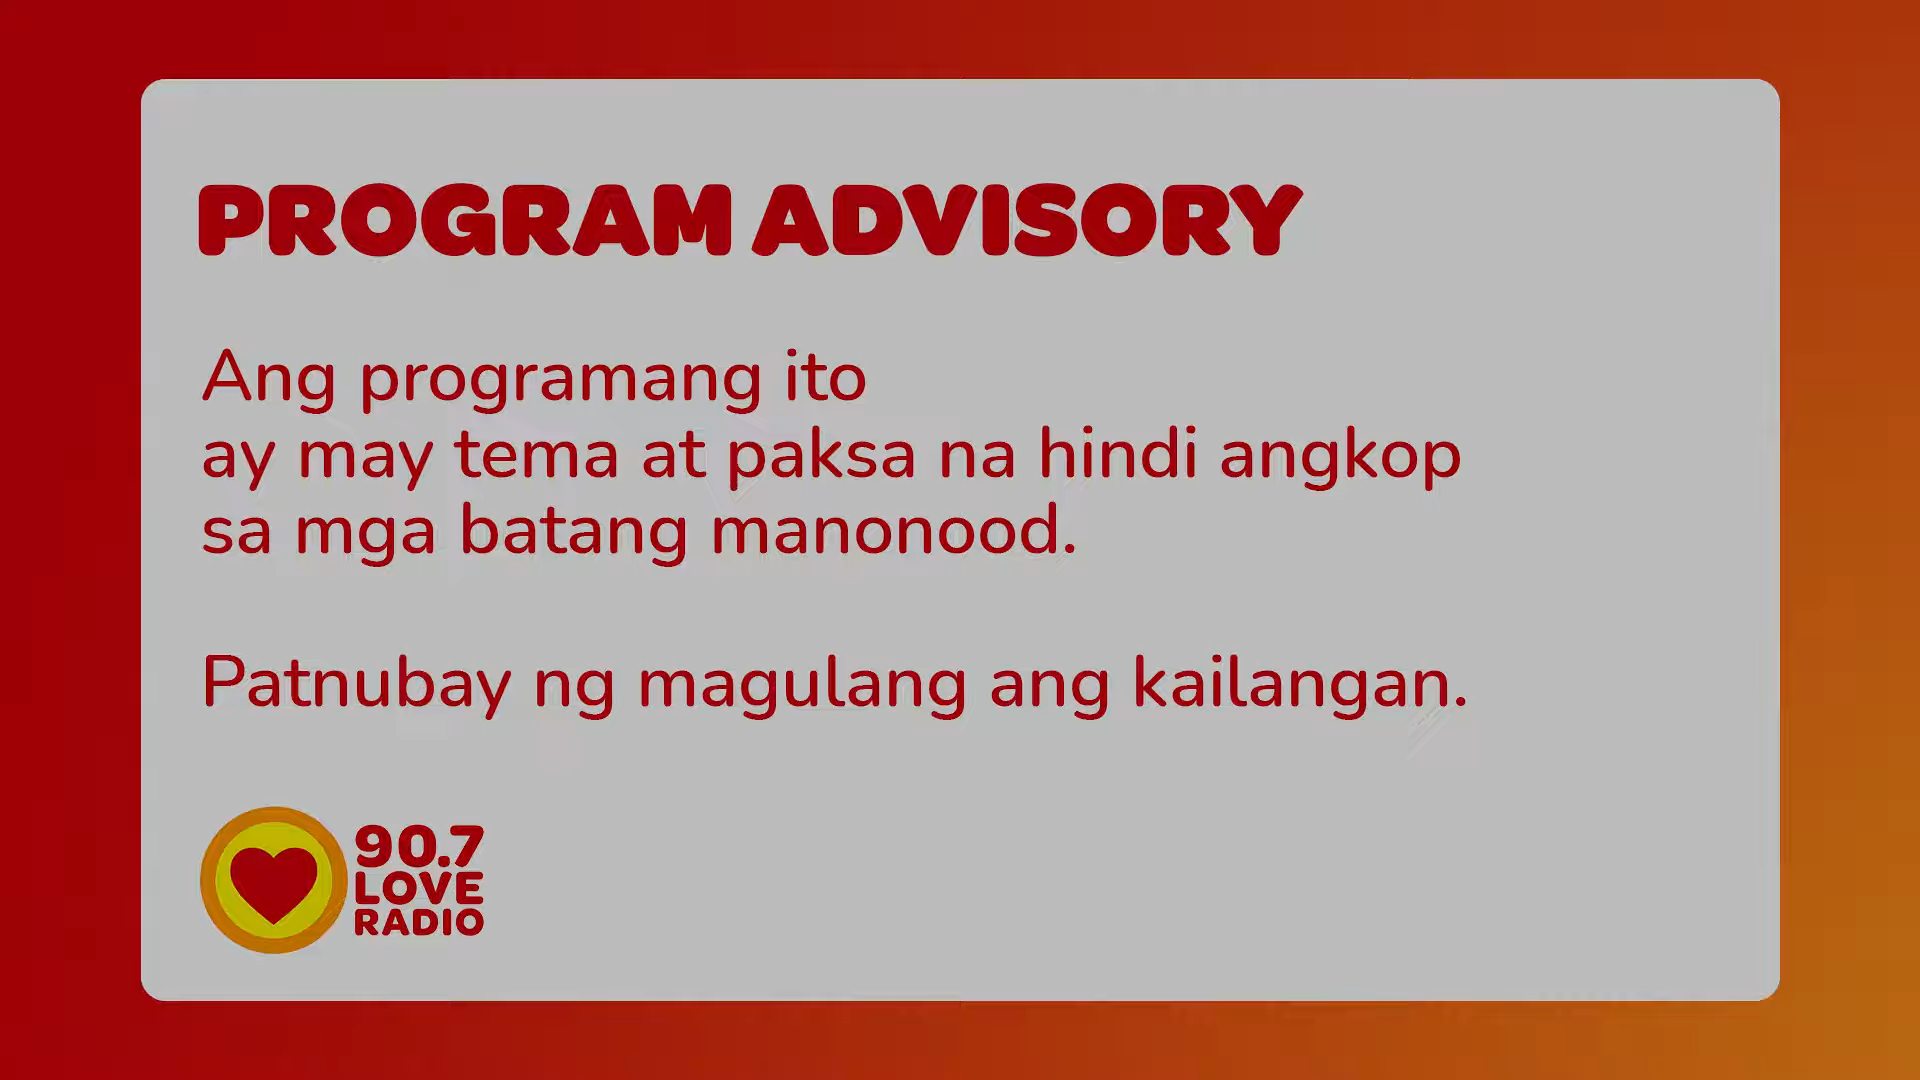 PROGRAM ADVISORY
Ang programang ito
ay may tema at paksa na hindi angkop
sa mga batang manonood.
Patnubay ng magulang ang kailangan.
90.7
LOVE
RADIO